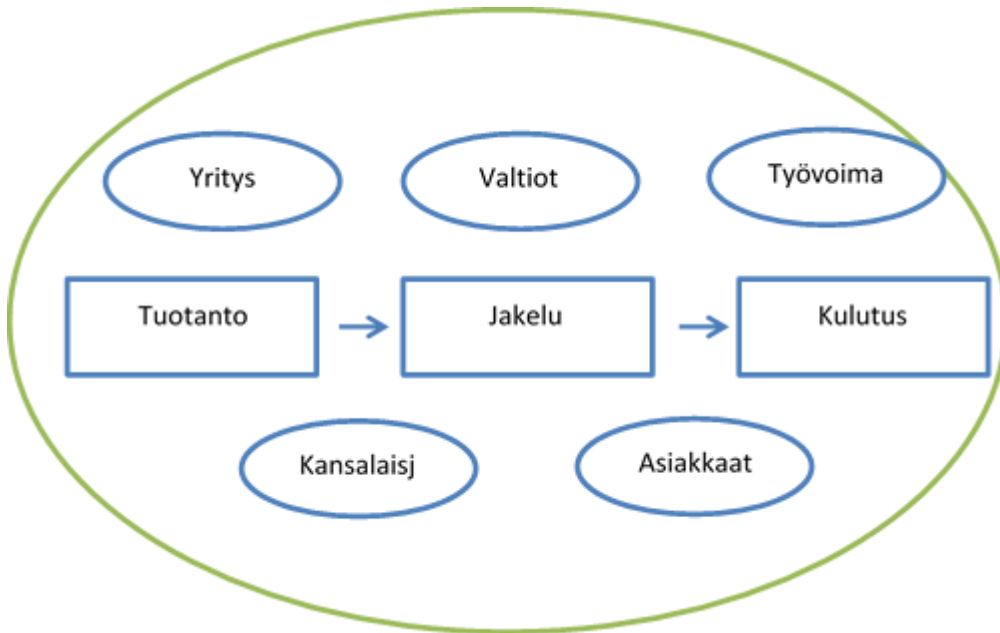 Yritys
Valtiot
Työvoima
Tuotanto
Jakelu
Kulutus
Kansalaisj
Asiakkaat